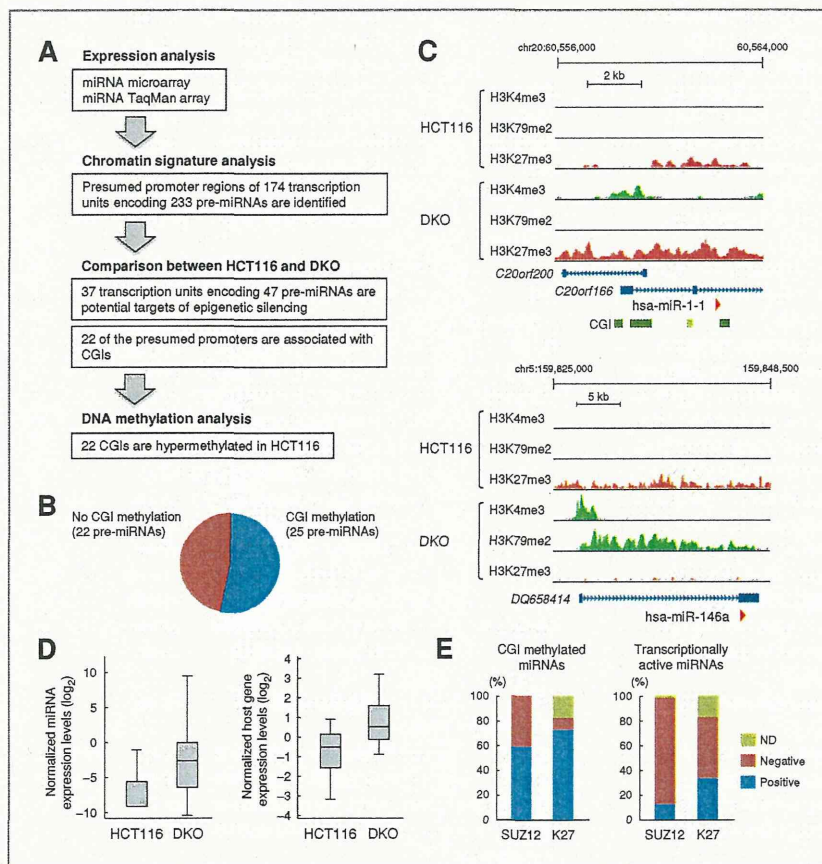 A
Expression analysis
miRNA microarray
miRNA TaqMan array
Chromatin signature analysis
Presumed promoter regions of 174 transcription
units encoding 233 pre-miRNAs are identified
Comparison between HCT116 and DKO
37 transcription units encoding 47 pre-miRNAs are
potential targets of epigenetic silencing
22 of the presumed promoters are associated with
CGIs
DNA methylation analysis
22 CGIs are hypermethylated in HCT116
B
No CGI methylation
(22 pre-miRNAs)
CGI methylation
(25 pre-miRNAs)
C
chr20:60,556,000
60,564,000
2 kb
HCT116
H3K4me3
H3K79me2
H3K27me3
DKO
H3K4me3
H3K79me2
H3K27me3
C20orf200
C20orf166
hsa-miR-1-1
CGI
chr5:159,825,000
159,848,500
5 kb
HCT116
H3K4me3
H3K79me2
H3K27me3
DKO
H3K4me3
H3K79me2
H3K27me3
DQ658414
hsa-miR-146a
D
Normalized miRNA
expression levels (log2)
10
5
0
−5
−10
HCT116 DKO
Normalized host gene
expression levels (log2)
4
3
2
1
0
−1
−2
−3
−4
HCT116 DKO
E
CGI methylated
miRNAs
(%)
100
80
60
40
20
0
SUZ12 K27
Transcriptionally
active miRNAs
(%)
100
80
60
40
20
0
SUZ12 K27
ND
Negative
Positive